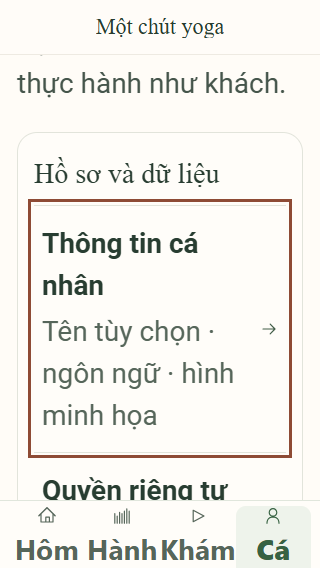 Một chút yoga
thực hành như khách.
Hồ sơ và dữ liệu
Thông tin cá
nhân
Tên tùy chọn ·
ngôn ngữ · hình
minh họa
→
Quyền riêng tư
Hôm Hành Khám Cá